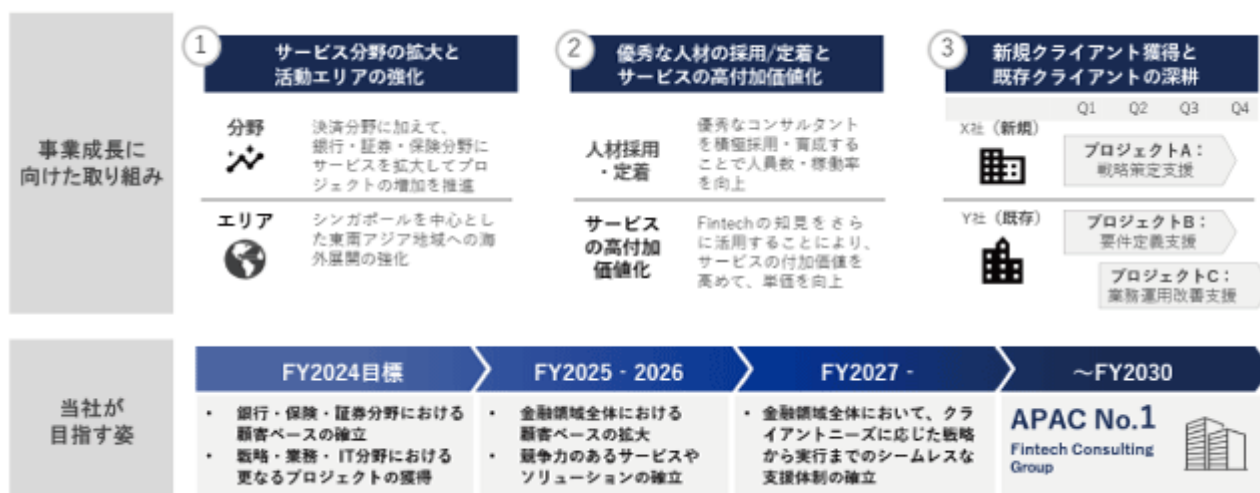 事業成長に
向けた取り組み
1
サービス分野の拡大と
活動エリアの強化
分野
決済分野に加えて、
銀行・証券・保険分野に
サービスを拡大してプロ
ジェクトの増加を推進
エリア
シンガポールを中心とし
た東南アジア地域への海
外展開の強化
2
優秀な人材の採用/定着と
サービスの高付加価値化
人材採用
・定着
優秀なコンサルタント
を積極採用・育成する
ことで人員数・稼働率
を向上
サービス
の高付加
価値化
Fintechの知見をさら
に活用することにより、
サービスの付加価値を
高めて、単価を向上
3
新規クライアント獲得と
既存クライアントの深耕
Q1 Q2 Q3 Q4
X社（新規）
プロジェクトA：
戦略策定支援
Y社（既存）
プロジェクトB：
要件定義支援
プロジェクトC：
業務運用改善支援
当社が
目指す姿
FY2024目標
・ 銀行・保険・証券分野における
顧客ベースの確立
・ 戦略・業務・IT分野における
更なるプロジェクトの獲得
FY2025 - 2026
・ 金融領域全体における
顧客ベースの拡大
・ 競争力のあるサービスや
ソリューションの確立
FY2027 -
・ 金融領域全体において、クラ
イアントニーズに応じた戦略
から実行までのシームレスな
支援体制の確立
～FY2030
APAC No.1
Fintech Consulting
Group